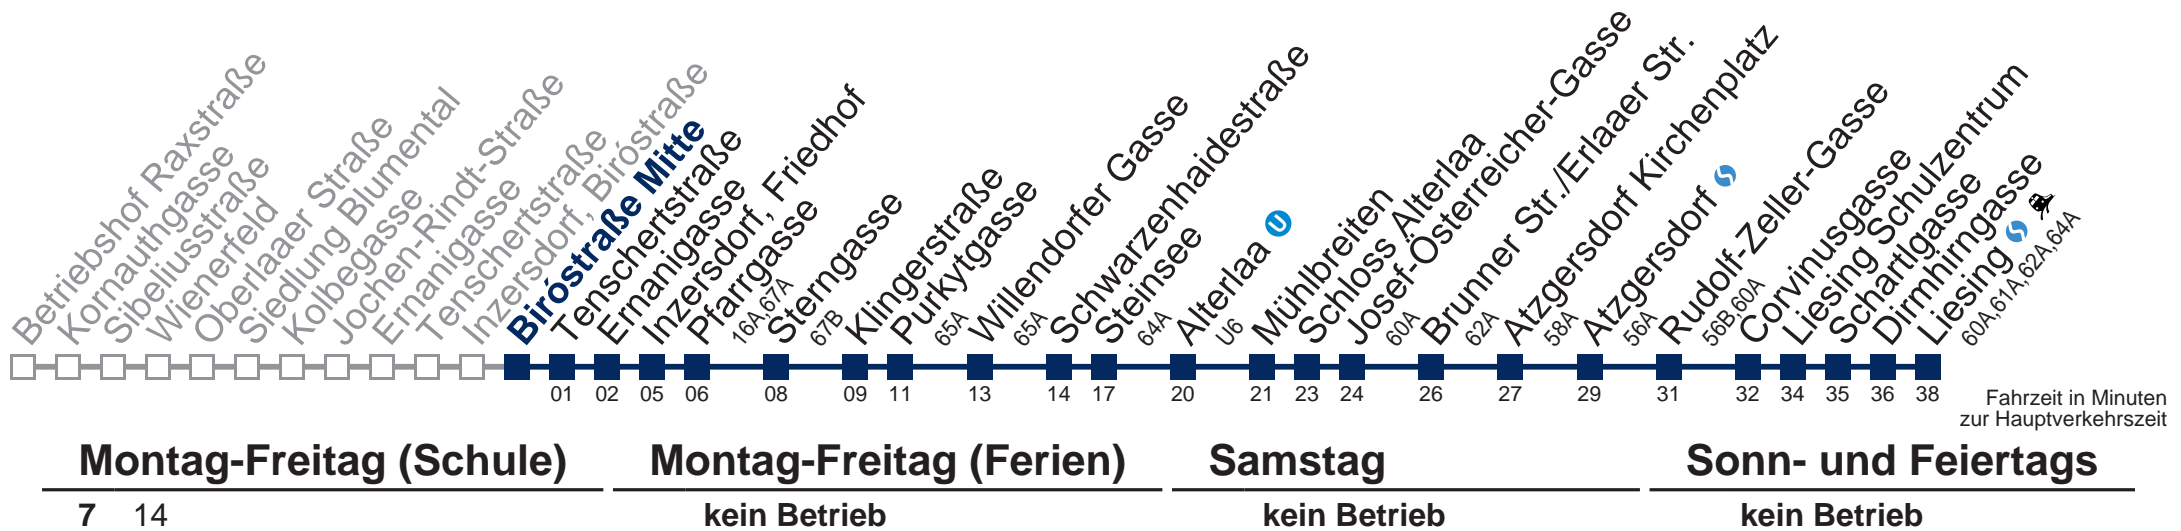 Betriebshof Raxstraße
Kornauthgasse
Sibeliusstraße
Wienerfeld
Oberlaaer Straße
Siedlung Blumental
Kolbegasse
Jochen-Rindt-Straße
Ernanigasse
Tenschertstraße
Inzersdorf, Biróstraße
Biróstraße Mitte
Tenschertstraße
Ernanigasse
Inzersdorf, Friedhof
Pfarrgasse
16A,67A
Sterngasse
67B
Klingerstraße
Purkytgasse
65A
Willendorfer Gasse
65A
Schwarzenhaidestraße
Steinsee
64A
Alterlaa U
U6
Mühlbreiten
Schloss Alterlaa
Josef-Österreicher-Gasse
60A
Brunner Str./Erlaaer Str.
62A
Atzgersdorf Kirchenplatz
58A
Atzgersdorf S
56A
Rudolf-Zeller-Gasse
56B,60A
Corvinusgasse
Liesing Schulzentrum
Schartlgasse
Dirmhirngasse
Liesing S
60A,61A,62A,64A
01 02 05 06 08 09 11 13 14 17 20 21 23 24 26 27 29 31 32 34 35 36 38
Fahrzeit in Minuten
zur Hauptverkehrszeit
Montag-Freitag (Schule) Montag-Freitag (Ferien) Samstag Sonn- und Feiertags
7 14 kein Betrieb kein Betrieb kein Betrieb